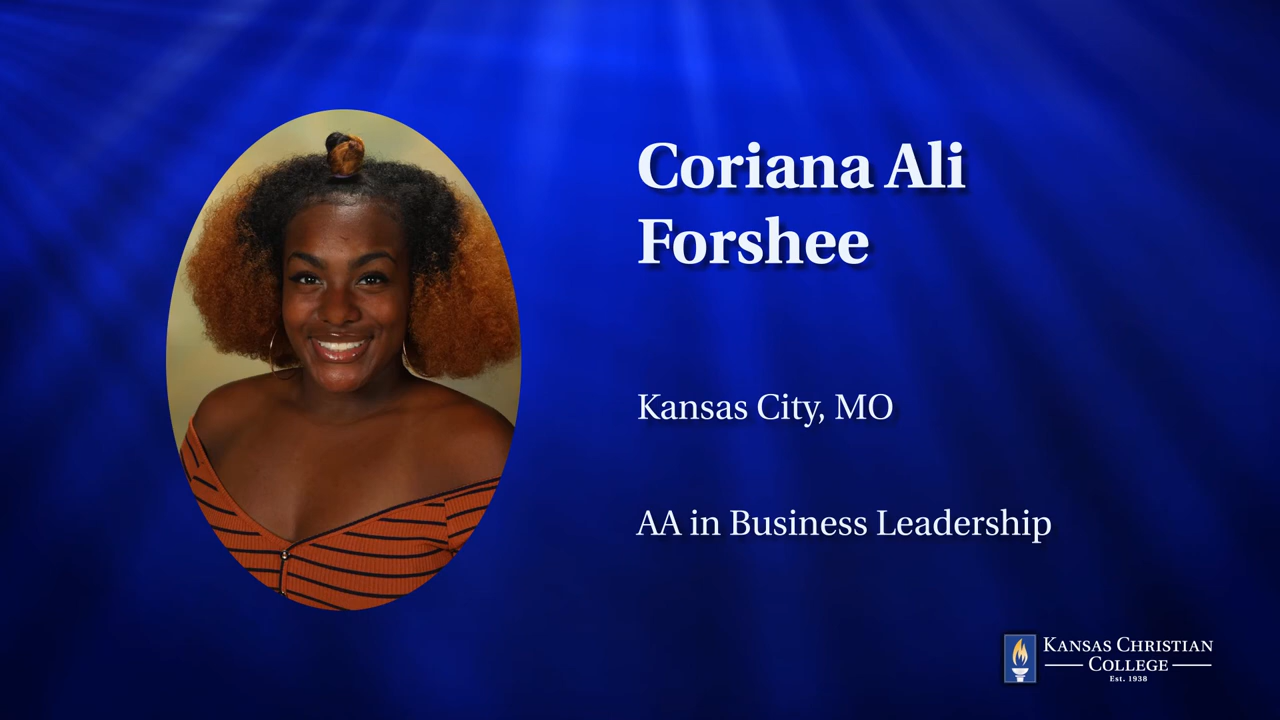 Coriana Ali
Forshee
Kansas City, MO
AA in Business Leadership
KANSAS CHRISTIAN
COLLEGE
Est. 1938